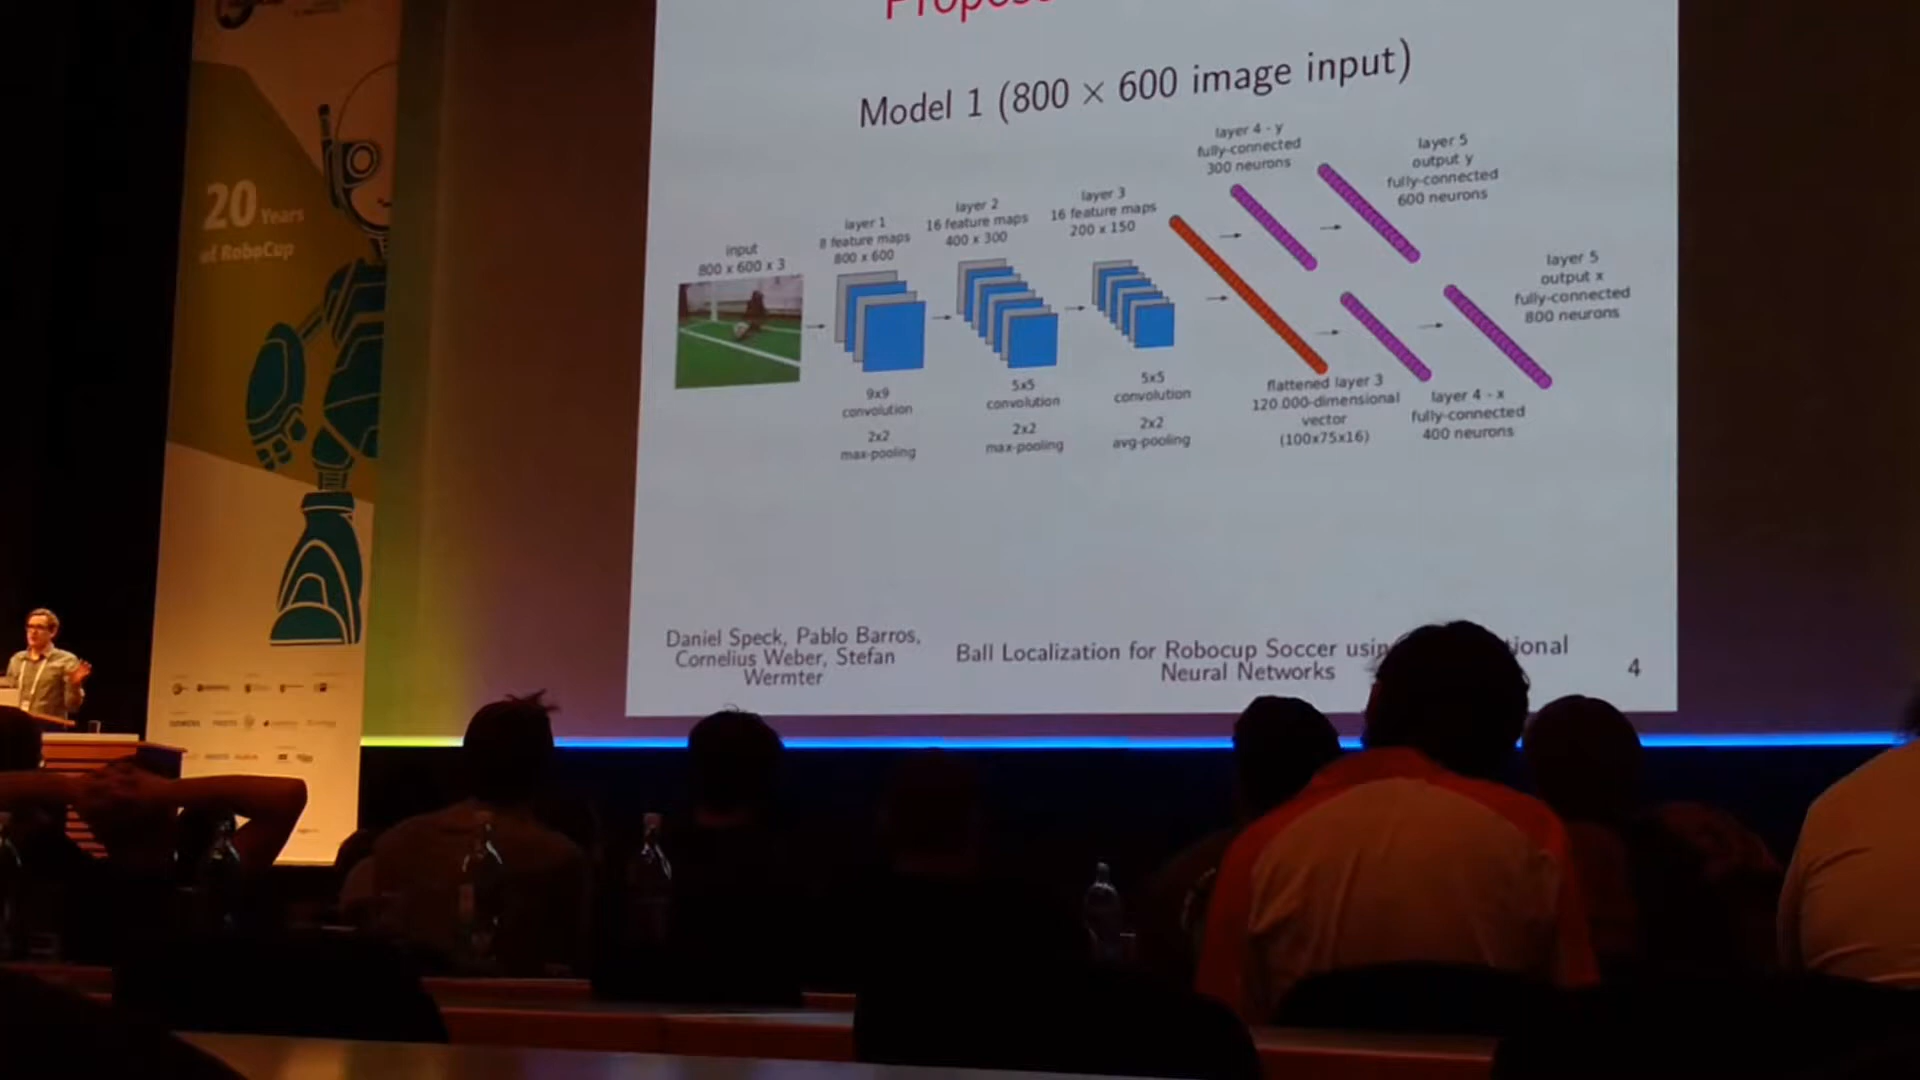 20 Years
of RoboCup
Model 1 (800 × 600 image input)
input
800 x 600 x 3
layer 1
8 feature maps
800 x 600
layer 2
16 feature maps
400 x 300
layer 3
16 feature maps
200 x 150
layer 4 - y
fully-connected
300 neurons
layer 5
output y
fully-connected
600 neurons
layer 5
output x
fully-connected
800 neurons
9x9
convolution
2x2
max-pooling
5x5
convolution
2x2
max-pooling
5x5
convolution
2x2
avg-pooling
flattened layer 3
120.000-dimensional
vector
(100x75x16)
layer 4 - x
fully-connected
400 neurons
Daniel Speck, Pablo Barros,
Cornelius Weber, Stefan
Wermter
Ball Localization for Robocup Soccer
Neural Networks
4